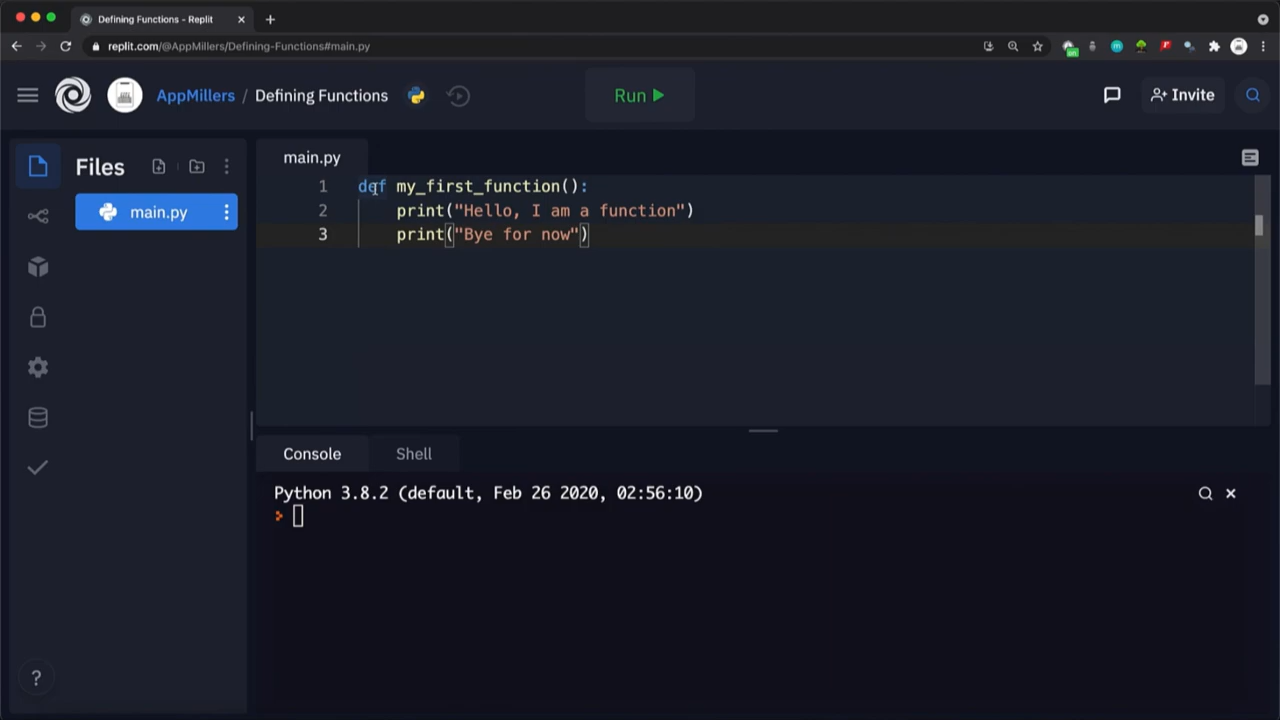 Defining Functions - Replit
replit.com/@AppMillers/Defining-Functions#main.py
AppMillers / Defining Functions
Run
Invite
Files
main.py
main.py
1 def my_first_function():
2 print("Hello, I am a function")
3 print("Bye for now")
Console
Shell
Python 3.8.2 (default, Feb 26 2020, 02:56:10)
?